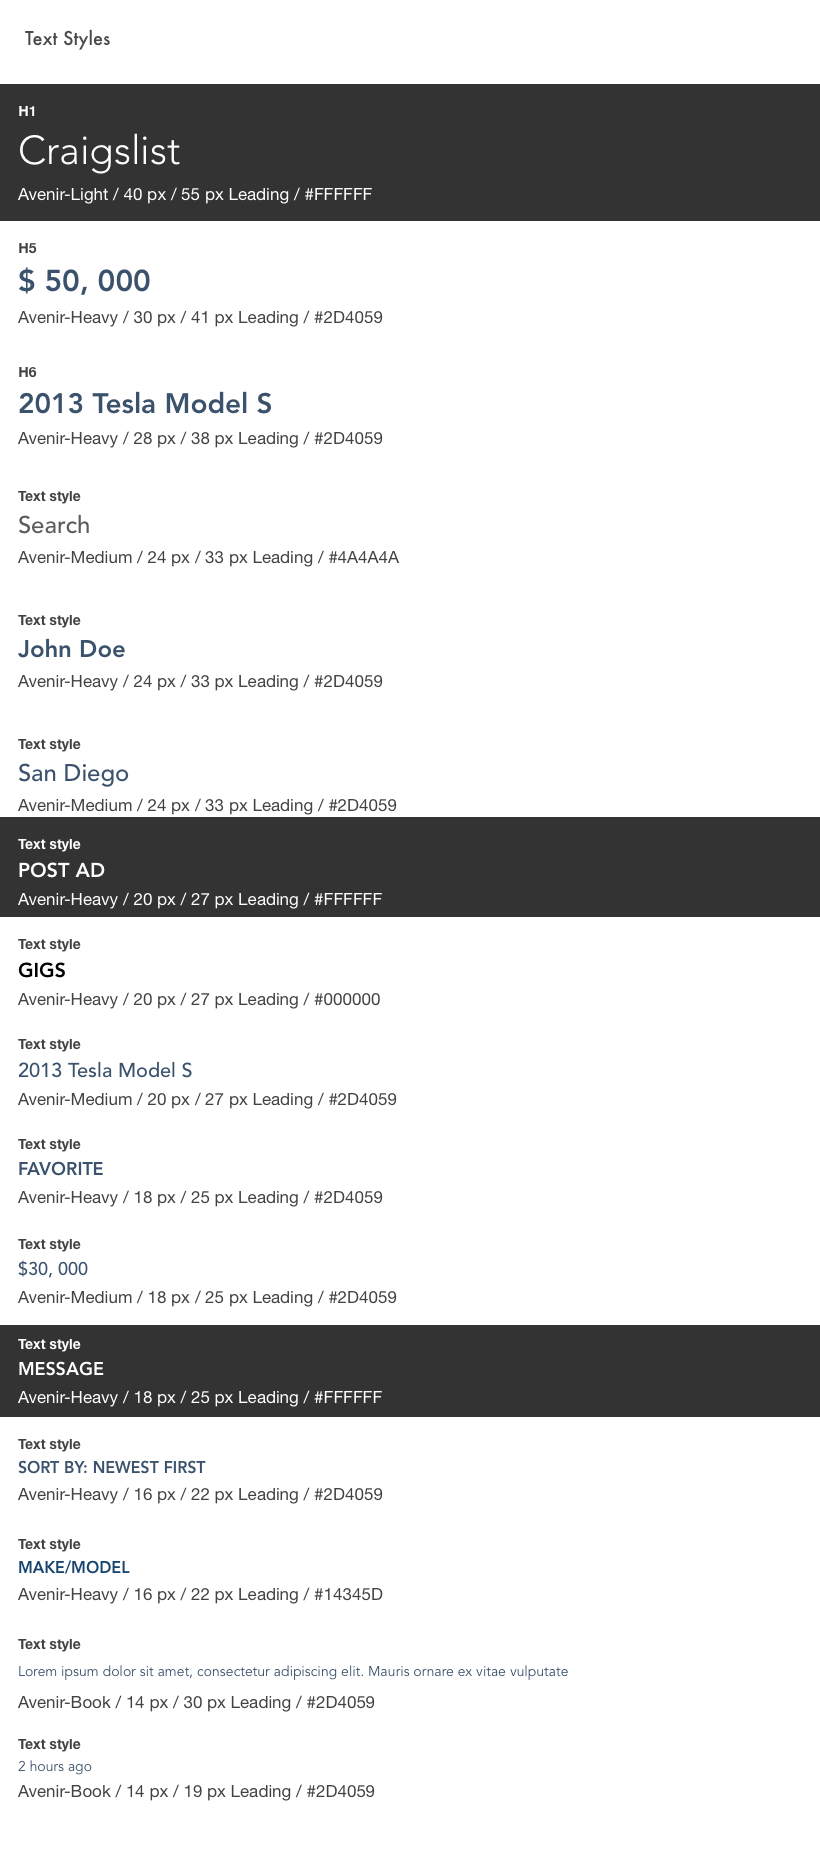 Text Styles
H1
Craigslist
Avenir-Light / 40 px / 55 px Leading / #FFFFFF
H5
$ 50, 000
Avenir-Heavy / 30 px / 41 px Leading / #2D4059
H6
2013 Tesla Model S
Avenir-Heavy / 28 px / 38 px Leading / #2D4059
Text style
Search
Avenir-Medium / 24 px / 33 px Leading / #4A4A4A
Text style
John Doe
Avenir-Heavy / 24 px / 33 px Leading / #2D4059
Text style
San Diego
Avenir-Medium / 24 px / 33 px Leading / #2D4059
Text style
POST AD
Avenir-Heavy / 20 px / 27 px Leading / #FFFFFF
Text style
GIGS
Avenir-Heavy / 20 px / 27 px Leading / #000000
Text style
2013 Tesla Model S
Avenir-Medium / 20 px / 27 px Leading / #2D4059
Text style
FAVORITE
Avenir-Heavy / 18 px / 25 px Leading / #2D4059
Text style
$30, 000
Avenir-Medium / 18 px / 25 px Leading / #2D4059
Text style
MESSAGE
Avenir-Heavy / 18 px / 25 px Leading / #FFFFFF
Text style
SORT BY: NEWEST FIRST
Avenir-Heavy / 16 px / 22 px Leading / #2D4059
Text style
MAKE/MODEL
Avenir-Heavy / 16 px / 22 px Leading / #14345D
Text style
Lorem ipsum dolor sit amet, consectetur adipiscing elit. Mauris ornare ex vitae vulputate
Avenir-Book / 14 px / 30 px Leading / #2D4059
Text style
2 hours ago
Avenir-Book / 14 px / 19 px Leading / #2D4059